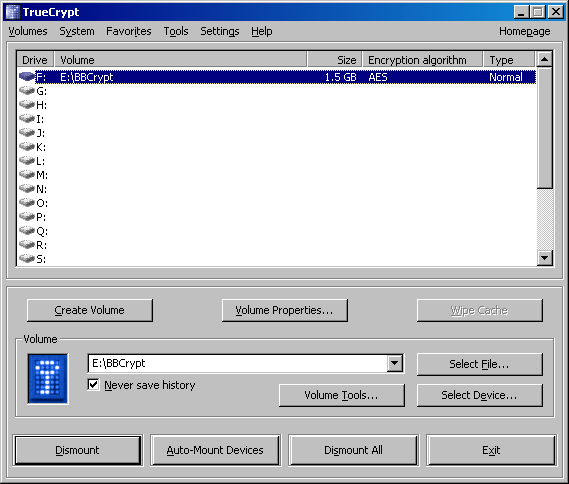 TrueCrypt
Volumes System Favorites Tools Settings Help Homepage
Drive Volume Size Encryption algorithm Type
F: E:\BBCrypt 1.5 GB AES Normal
G:
H:
I:
J:
K:
L:
M:
N:
O:
P:
Q:
R:
S:
Create Volume Volume Properties... Wipe Cache
Volume
E:\BBCrypt Select File...
Never save history
Volume Tools... Select Device...
Dismount Auto-Mount Devices Dismount All Exit